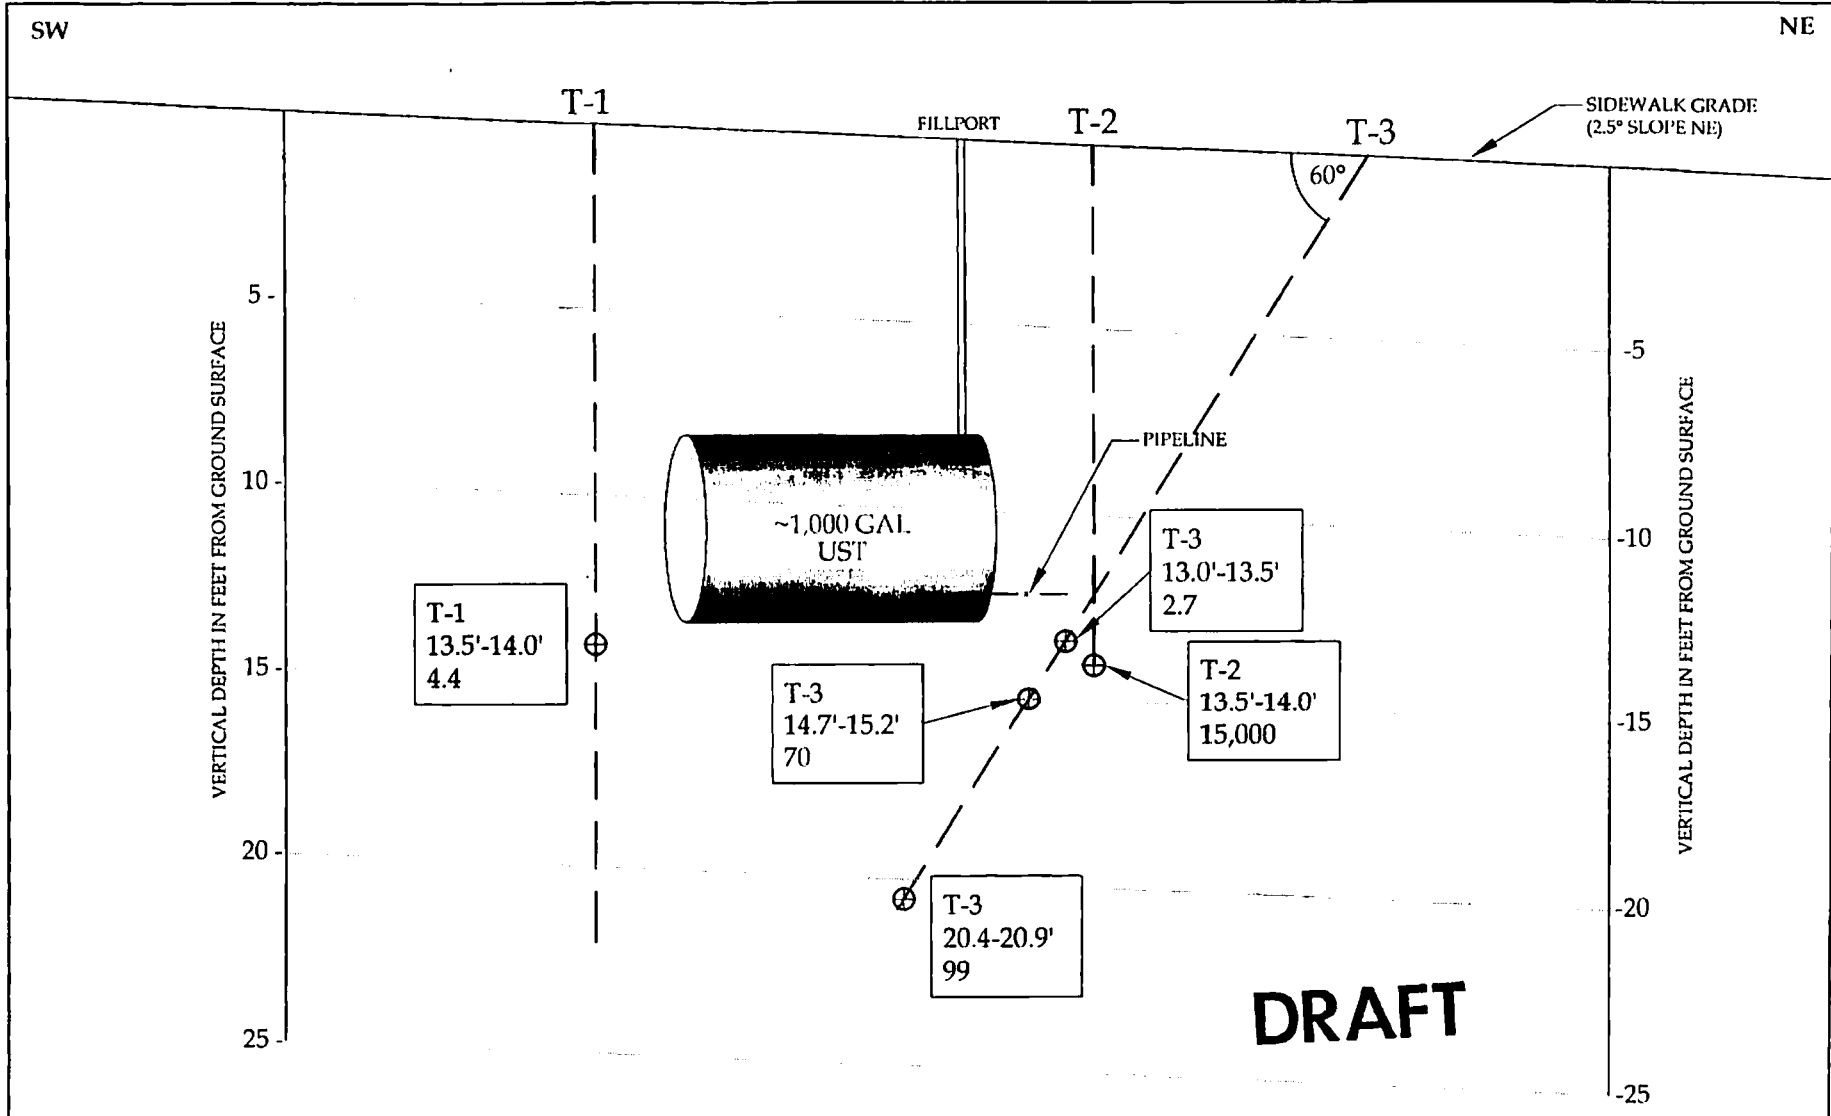 SW
NE
T-1
FILLPORT
T-2
T-3
SIDEWALK GRADE
(2.5° SLOPE NE)
60°
5 -
-5
VERTICAL DEPTH IN FEET FROM GROUND SURFACE
VERTICAL DEPTH IN FEET FROM GROUND SURFACE
PIPELINE
10 -
-10
~1,000 GAL
UST
T-3
13.0'-13.5'
2.7
T-1
13.5'-14.0'
4.4
15 -
-15
T-3
14.7'-15.2'
70
T-2
13.5'-14.0'
15,000
20 -
-20
T-3
20.4-20.9'
99
DRAFT
25 -
-25